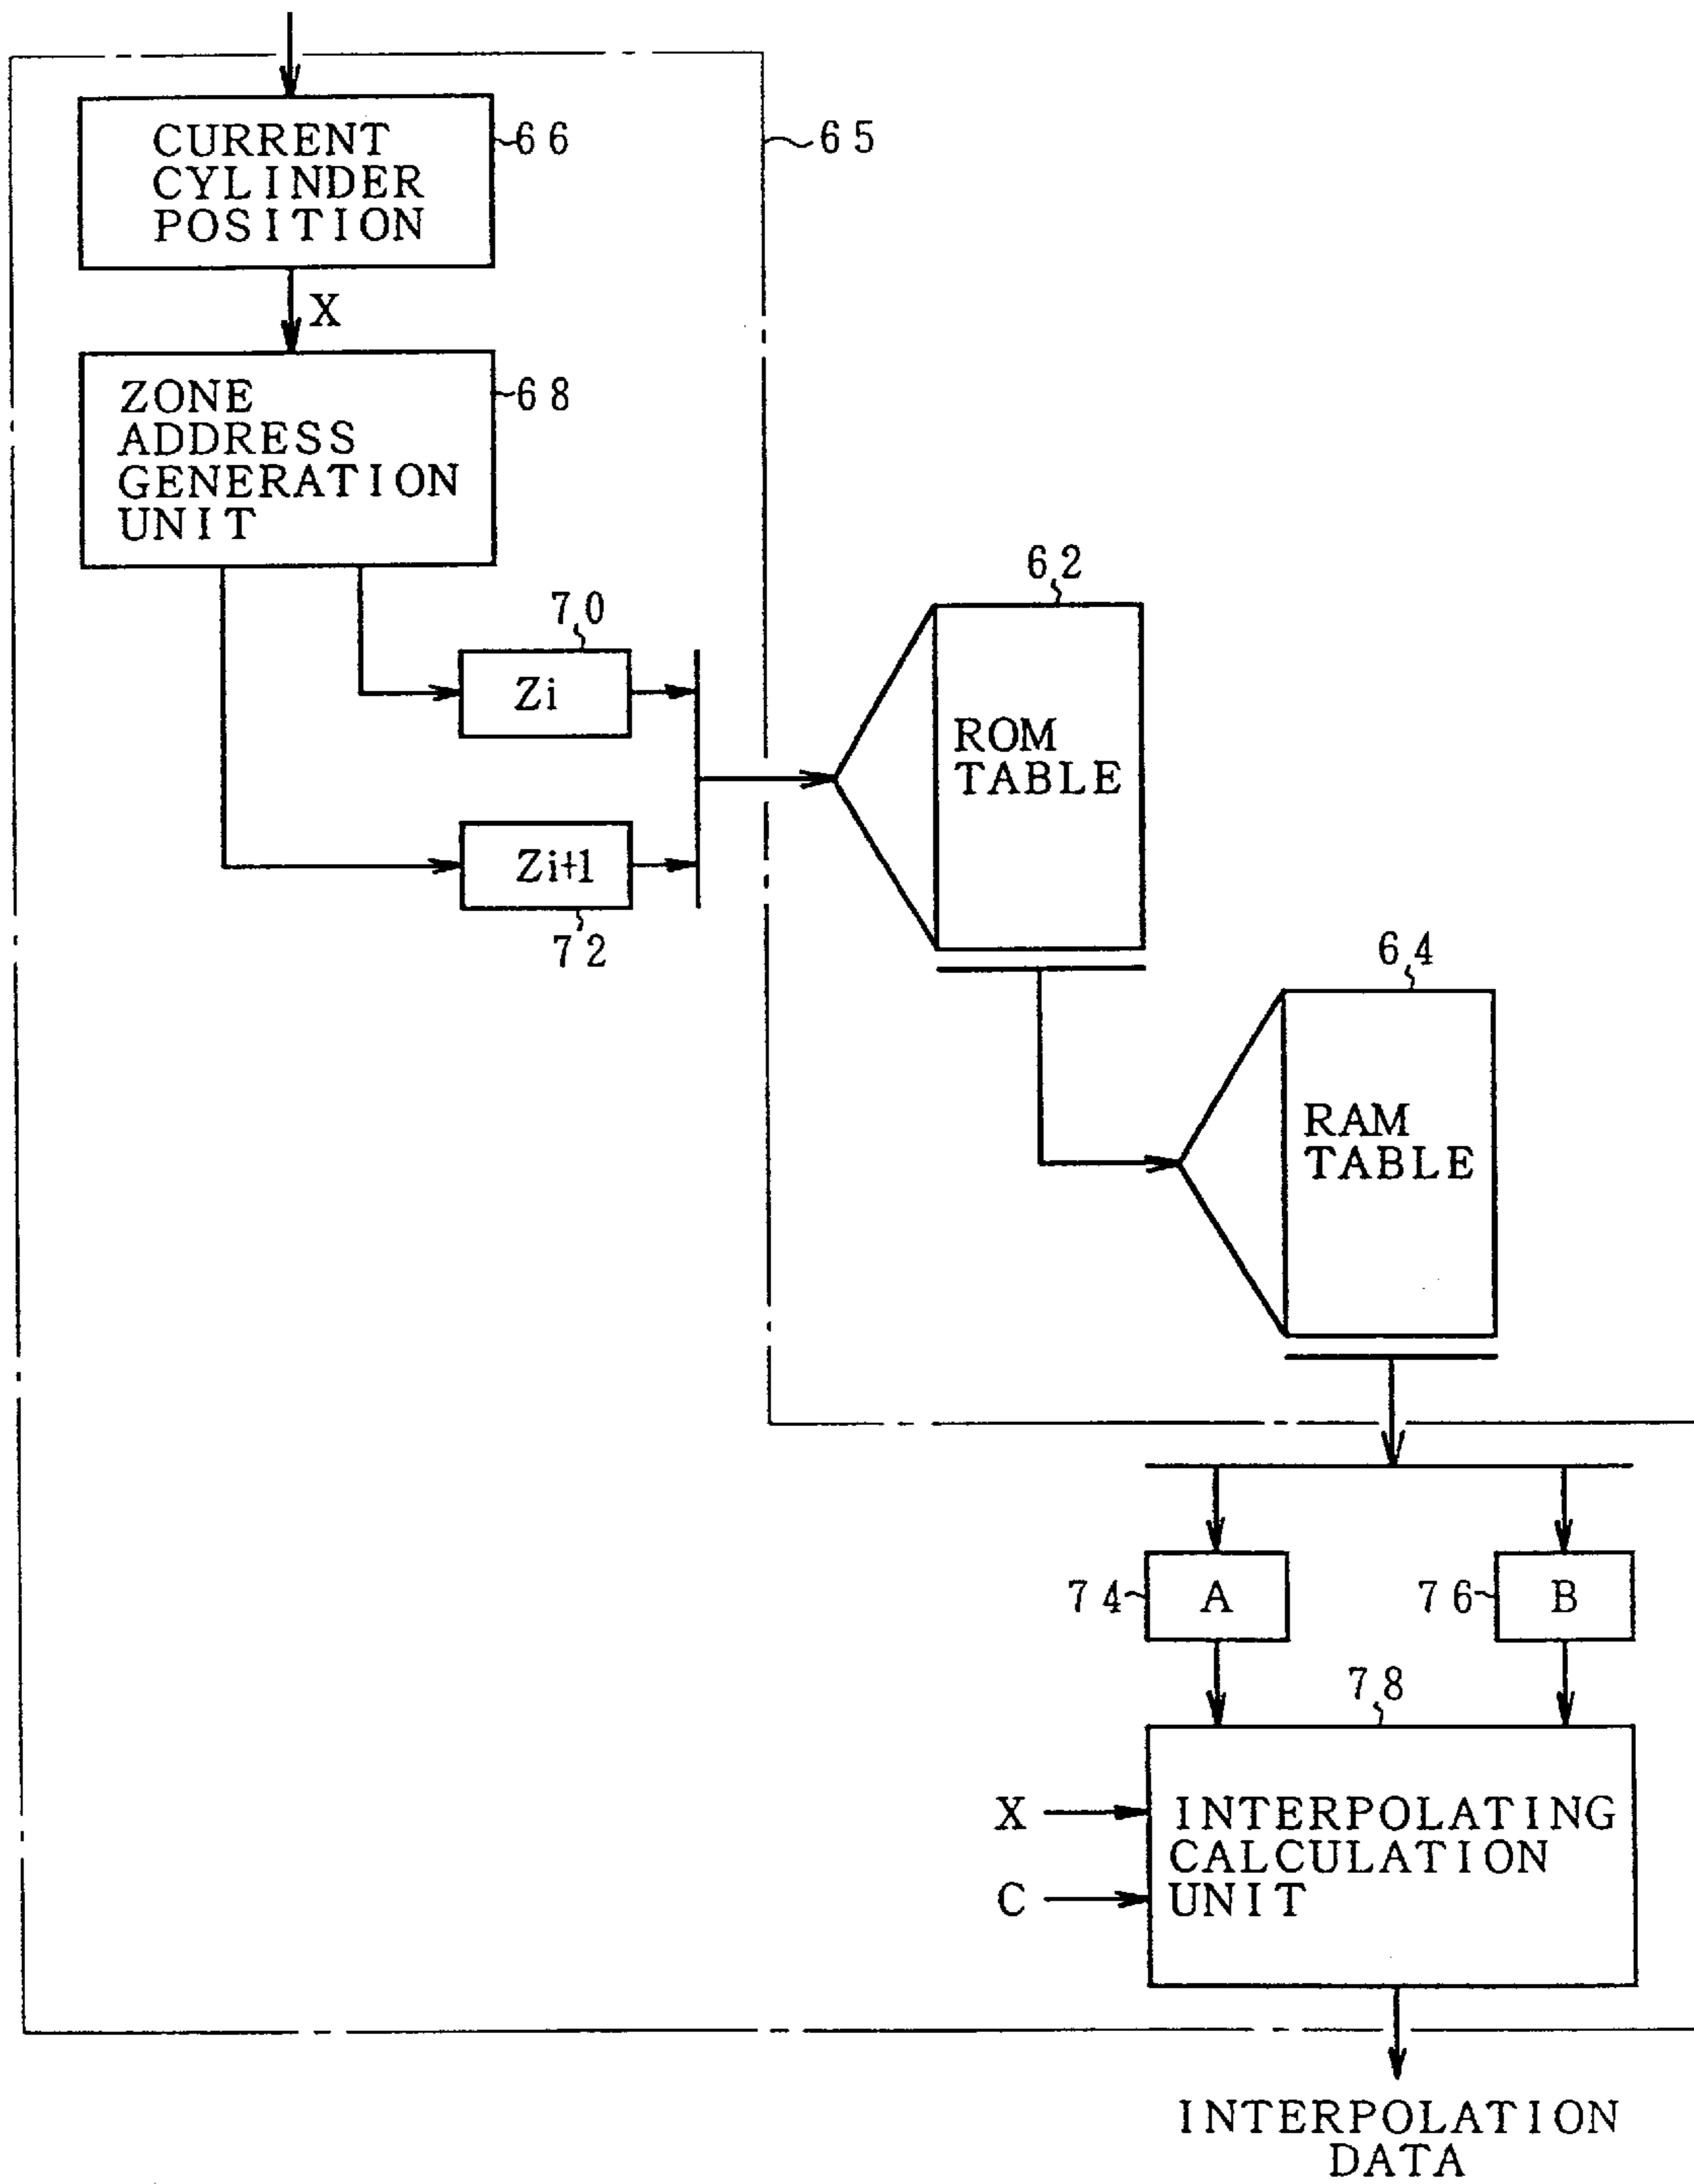 CURRENT
CYLINDER
POSITION
66
65
X
ZONE
ADDRESS
GENERATION
UNIT
68
62
70
Zi
ROM
TABLE
Zi+1
72
64
RAM
TABLE
74
A
76
B
78
X
C
INTERPOLATING
CALCULATION
UNIT
INTERPOLATION
DATA